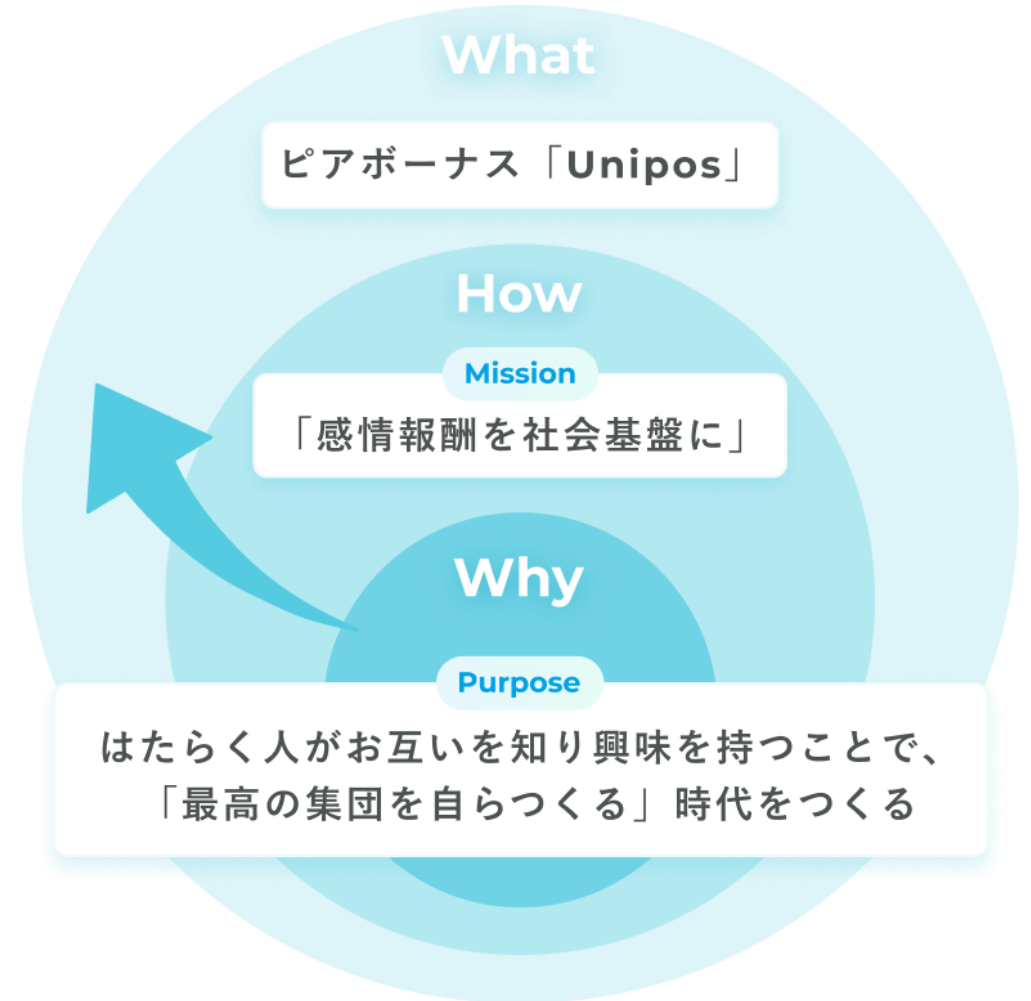 What
ピアボーナス「Unipos」
How
Mission
「感情報酬を社会基盤に」
Why
Purpose
はたらく人がお互いを知り興味を持つことで、
「最高の集団を自らつくる」時代をつくる